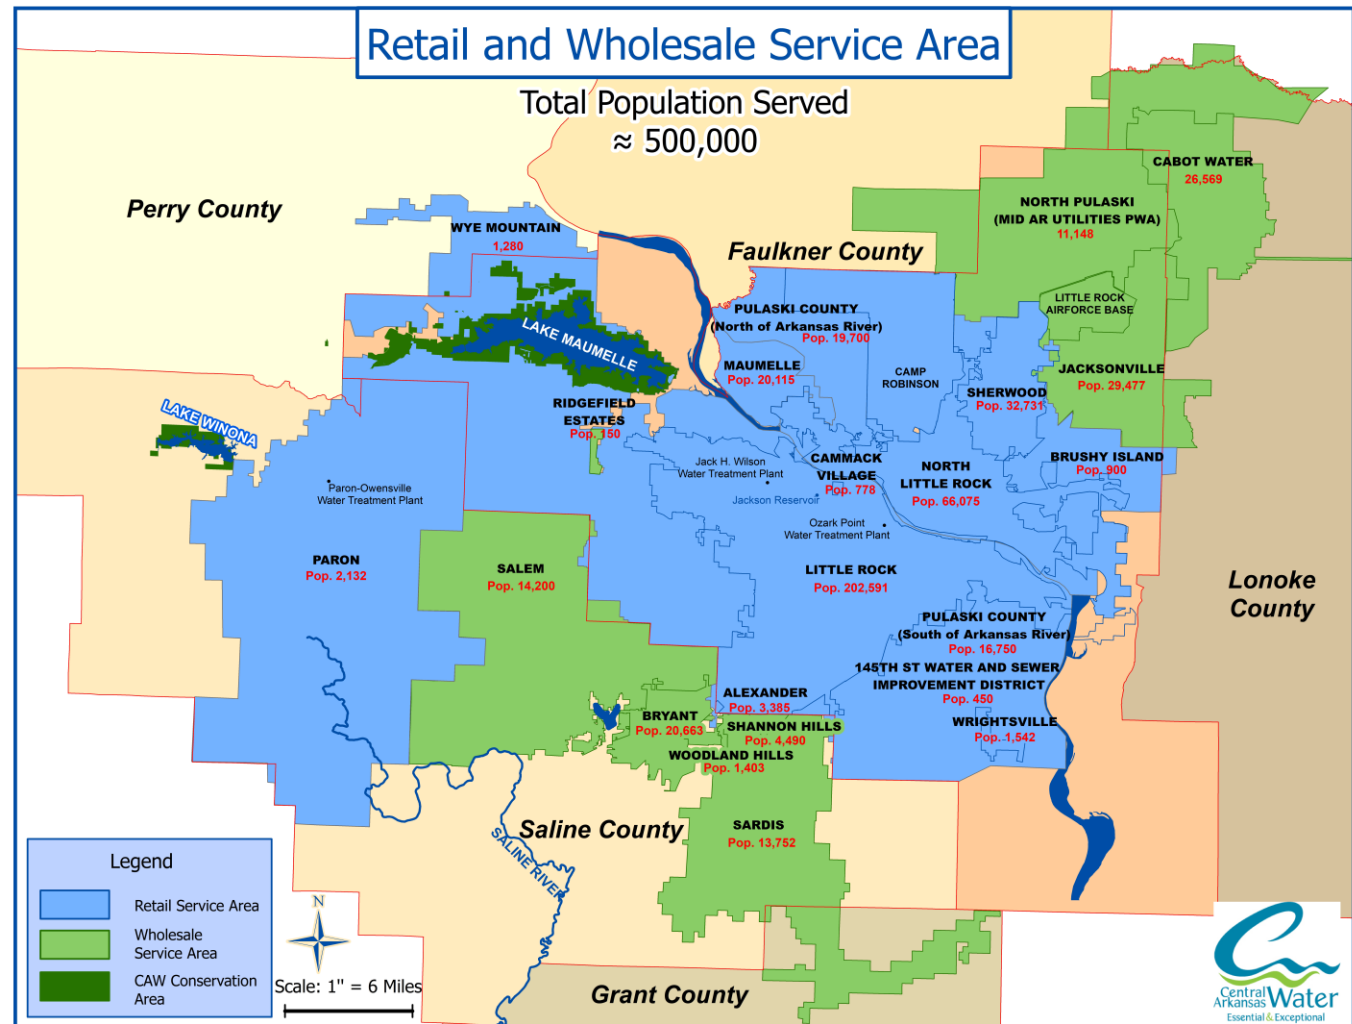 Retail and Wholesale Service Area
Total Population Served
≈ 500,000
CABOT WATER
26,569
NORTH PULASKI
(MID AR UTILITIES PWA)
11,148
Perry County
WYE MOUNTAIN
1,280
Faulkner County
LITTLE ROCK
AIRFORCE BASE
PULASKI COUNTY
(North of Arkansas River)
Pop. 19,700
LAKE MAUMELLE
MAUMELLE
Pop. 20,115
CAMP
ROBINSON
JACKSONVILLE
Pop. 29,477
SHERWOOD
Pop. 32,731
RIDGEFIELD
ESTATES
Pop. 150
LAKE WINONA
Jack H. Wilson
Water Treatment Plant
Jackson Reservoir
CAMMACK
VILLAGE
Pop. 778
NORTH
LITTLE ROCK
Pop. 66,075
BRUSHY ISLAND
Pop. 900
Paron-Owensville
Water Treatment Plant
Ozark Point
Water Treatment Plant
PARON
Pop. 2,132
SALEM
Pop. 14,200
LITTLE ROCK
Pop. 202,591
Lonoke
County
PULASKI COUNTY
(South of Arkansas River)
Pop. 16,750
145TH ST WATER AND SEWER
IMPROVEMENT DISTRICT
Pop. 450
ALEXANDER
Pop. 3,385
WRIGHTSVILLE
Pop. 1,542
BRYANT
Pop. 20,663
SHANNON HILLS
Pop. 4,490
WOODLAND HILLS
Pop. 1,403
Saline County
SALINE RIVER
SARDIS
Pop. 13,752
Legend
Retail Service Area
Wholesale
Service Area
CAW Conservation
Area
N
Scale: 1" = 6 Miles
Grant County
Central
Arkansas Water
Essential & Exceptional